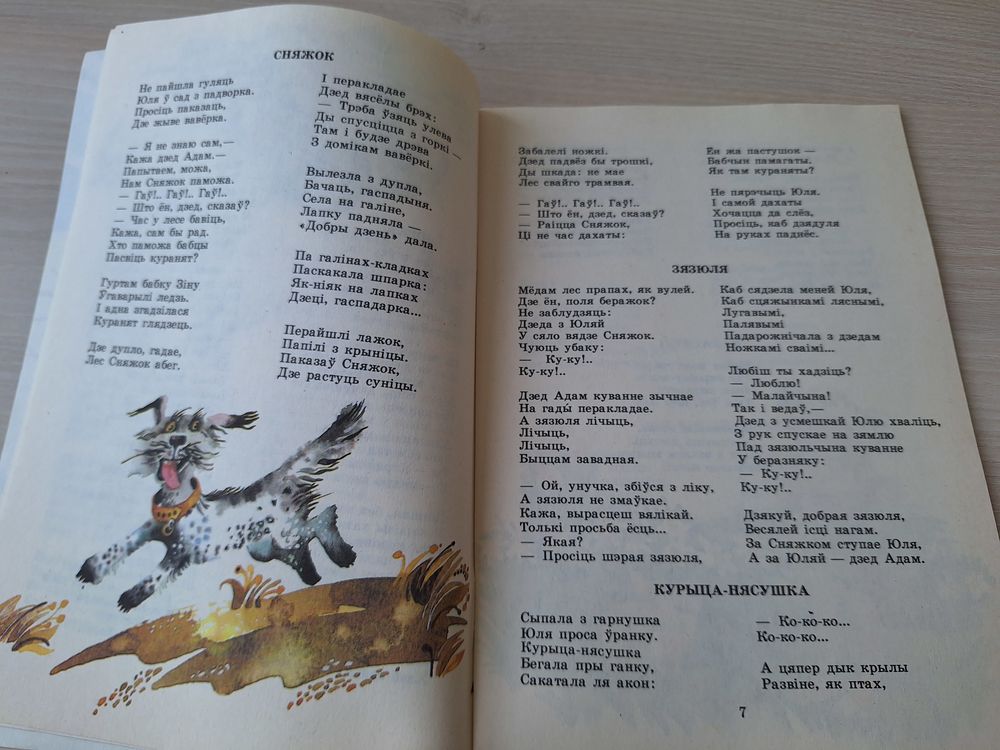 СНЯЖОК
Не пайшла гуляць
Юля ў сад з падворка.
Просіць паказаць,
Дзе жыве вавёрка.
— Я не знаю сам,—
Кажа дзед Адам.—
Папытаем, можа,
Нам Сняжок паможа.
— Гаў!.. Гаў!.. Гаў!..
— Што ён, дзед, сказаў?
— Час у лесе бавіць,
Кажа, сам бы рад.
Хто паможа бабцы
Пасвіць куранят?
Гуртам бабку Зіну
Угаварылі ледзь.
І адна згадзілася
Куранят глядзець.
Дзе дупло, гадае,
Лес Сняжок абег.
І перакладае
Дзед вясёлы брэх:
— Трэба ўзяць улева
Ды спусціцца з горкі —
Там і будзе дрэва
З домікам вавёркі.
Вылезла з дупла,
Бачаць, гаспадыня.
Села на галіне,
Лапку падняла —
«Добры дзень» дала.
Па галінах-кладках
Паскакала шпарка:
Як-ніяк на лапках
Дзеці, гаспадарка...
Перайшлі лажок,
Папілі з крыніцы.
Паказаў Сняжок,
Дзе растуць суніцы.
Забалелі ножкі.
Дзед падвёз бы трошкі,
Ды шкада: не мае
Лес свайго трамвая.
— Гаў!.. Гаў!.. Гаў!..
— Што ён, дзед, сказаў?
— Раіцца Сняжок,
Ці не час дахаты:
Ён жа пастушок —
Бабчын памагаты.
Як там кураняты?
Не пярэчыць Юля.
І самой дахаты
Хочацца да слёз,
Просіць, каб дзядуля
На руках паднёс.
ЗЯЗЮЛЯ
Мёдам лес прапах, як вулей.
Дзе ён, поля беражок?
Не заблудзяць:
Дзеда з Юляй
У сяло вядзе Сняжок.
Чуюць убаку:
— Ку-ку!..
Ку-ку!..
Дзед Адам куванне зычнае
На гады́ перакладае.
А зязюля лічыць,
Лічыць,
Лічыць,
Быццам завадная.
— Ой, унучка, збіўся з ліку,
А зязюля не змаўкае.
Кажа, вырасцеш вялікай.
Толькі просьба ёсць...
— Якая?
— Просіць шэрая зязюля,
Каб сядзела меней Юля,
Каб сцяжынкамі ляснымі,
Лугавымі,
Палявымі
Падарожнічала з дзедам
Ножкамі сваімі...
Любіш ты хадзіць?
— Люблю!
— Малайчына!
Так і ведаў,—
Дзед з усмешкай Юлю хваліць,
З рук спускае на зямлю
Пад зязюльчына куванне
У беразняку:
— Ку-ку!..
Ку-ку!..
Дзякуй, добрая зязюля,
Весялей ісці нагам.
За Сняжком ступае Юля,
А за Юляй — дзед Адам.
КУРЫЦА-НЯСУШКА
Сыпала з гарнушка
Юля проса ўранку.
Курыца-нясушка
Бегала пры ганку,
Сакатала ля акон:
— Ко-ко-ко...
Ко-ко-ко...
А цяпер дык крылы
Развіне, як птах,
7